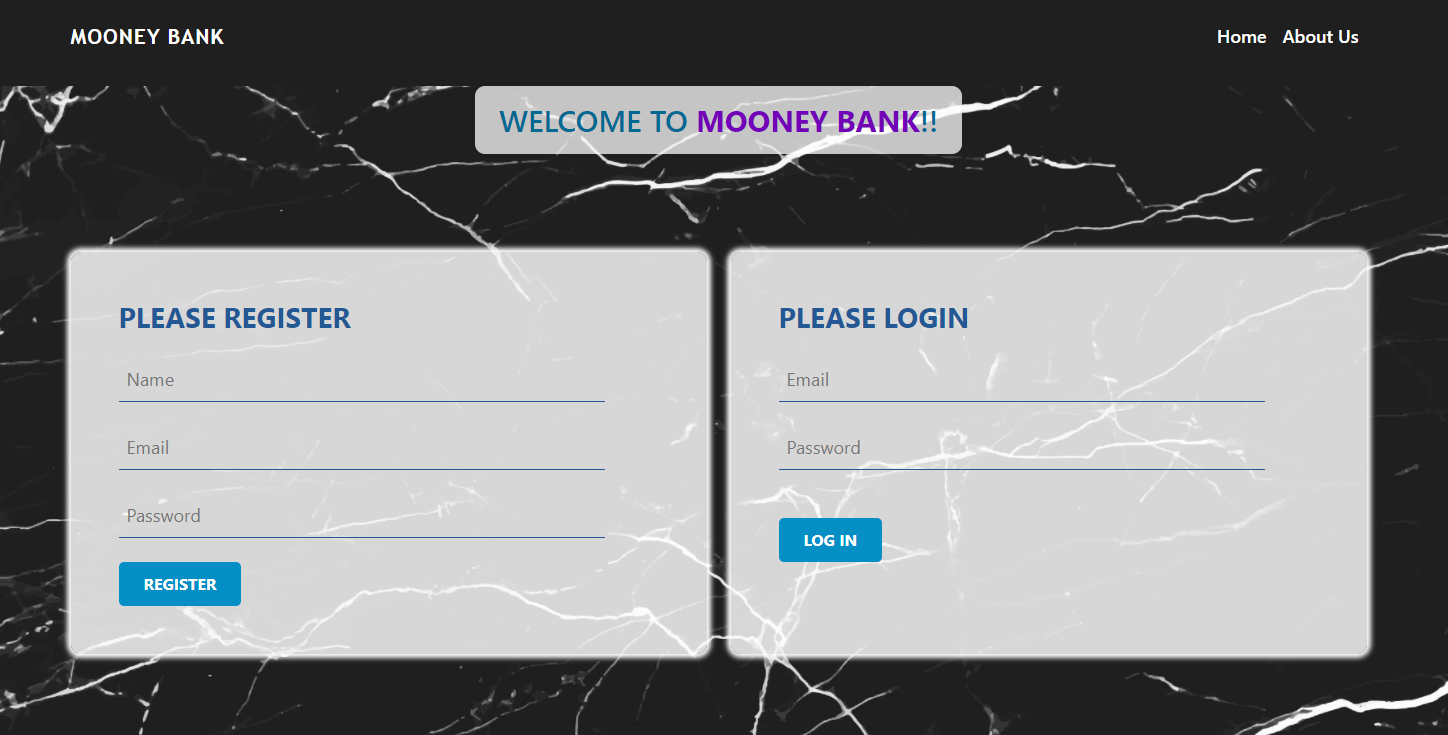 MOONEY BANK
Home About Us
WELCOME TO MOONEY BANK!!
PLEASE REGISTER
Name
Email
Password
REGISTER
PLEASE LOGIN
Email
Password
LOG IN